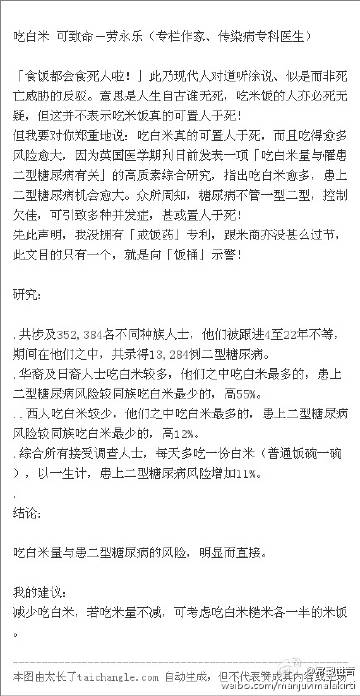 吃白米 可致命－劳永乐（专栏作家、传染病专科医生）
「食饭都会食死人啦！」此乃现代人对道听涂说、似是而非死
亡威胁的反驳。意思是人生自古谁无死，吃米饭的人亦必死无
疑，但这并不表示吃米饭真的可置人于死！
但我要对你郑重地说：吃白米真的可置人于死，而且吃得愈多
风险愈大，因为英国医学期刊日前发表一项「吃白米量与罹患
二型糖尿病有关」的高质素综合研究，指出吃白米愈多，患上
二型糖尿病机会愈大。众所周知，糖尿病不管一型二型，控制
欠佳，可引致多种并发症，甚或置人于死！
先此声明，我没拥有「戒饭药」专利，跟米商亦没甚么过节，
此文目的只有一个，就是向「饭桶」示警！
研究：
.共涉及352,384名不同种族人士，他们被跟进4至22年不等，
期间在他们之中，共录得13,284例二型糖尿病。
.华裔及日裔人士吃白米较多，他们之中吃白米最多的，患上
二型糖尿病风险较同族吃白米最少的，高55%。
..西人吃白米较少，他们之中吃白米最多的，患上二型糖尿病
风险较同族吃白米最少的，高12%。
.综合所有接受调查人士，每天多吃一份白米（普通饭碗一碗
），以一生计，患上二型糖尿病风险增加11%。
.
结论：
吃白米量与患二型糖尿病的风险，明显而直接。
我的建议：
减少吃白米，若吃米量不减，可考虑吃白米糙米各一半的米饭
。
本图由太长了taichangle.com 自动生成，但不代表赞成其内容或立场
weibo.com/manjuvmalakirti